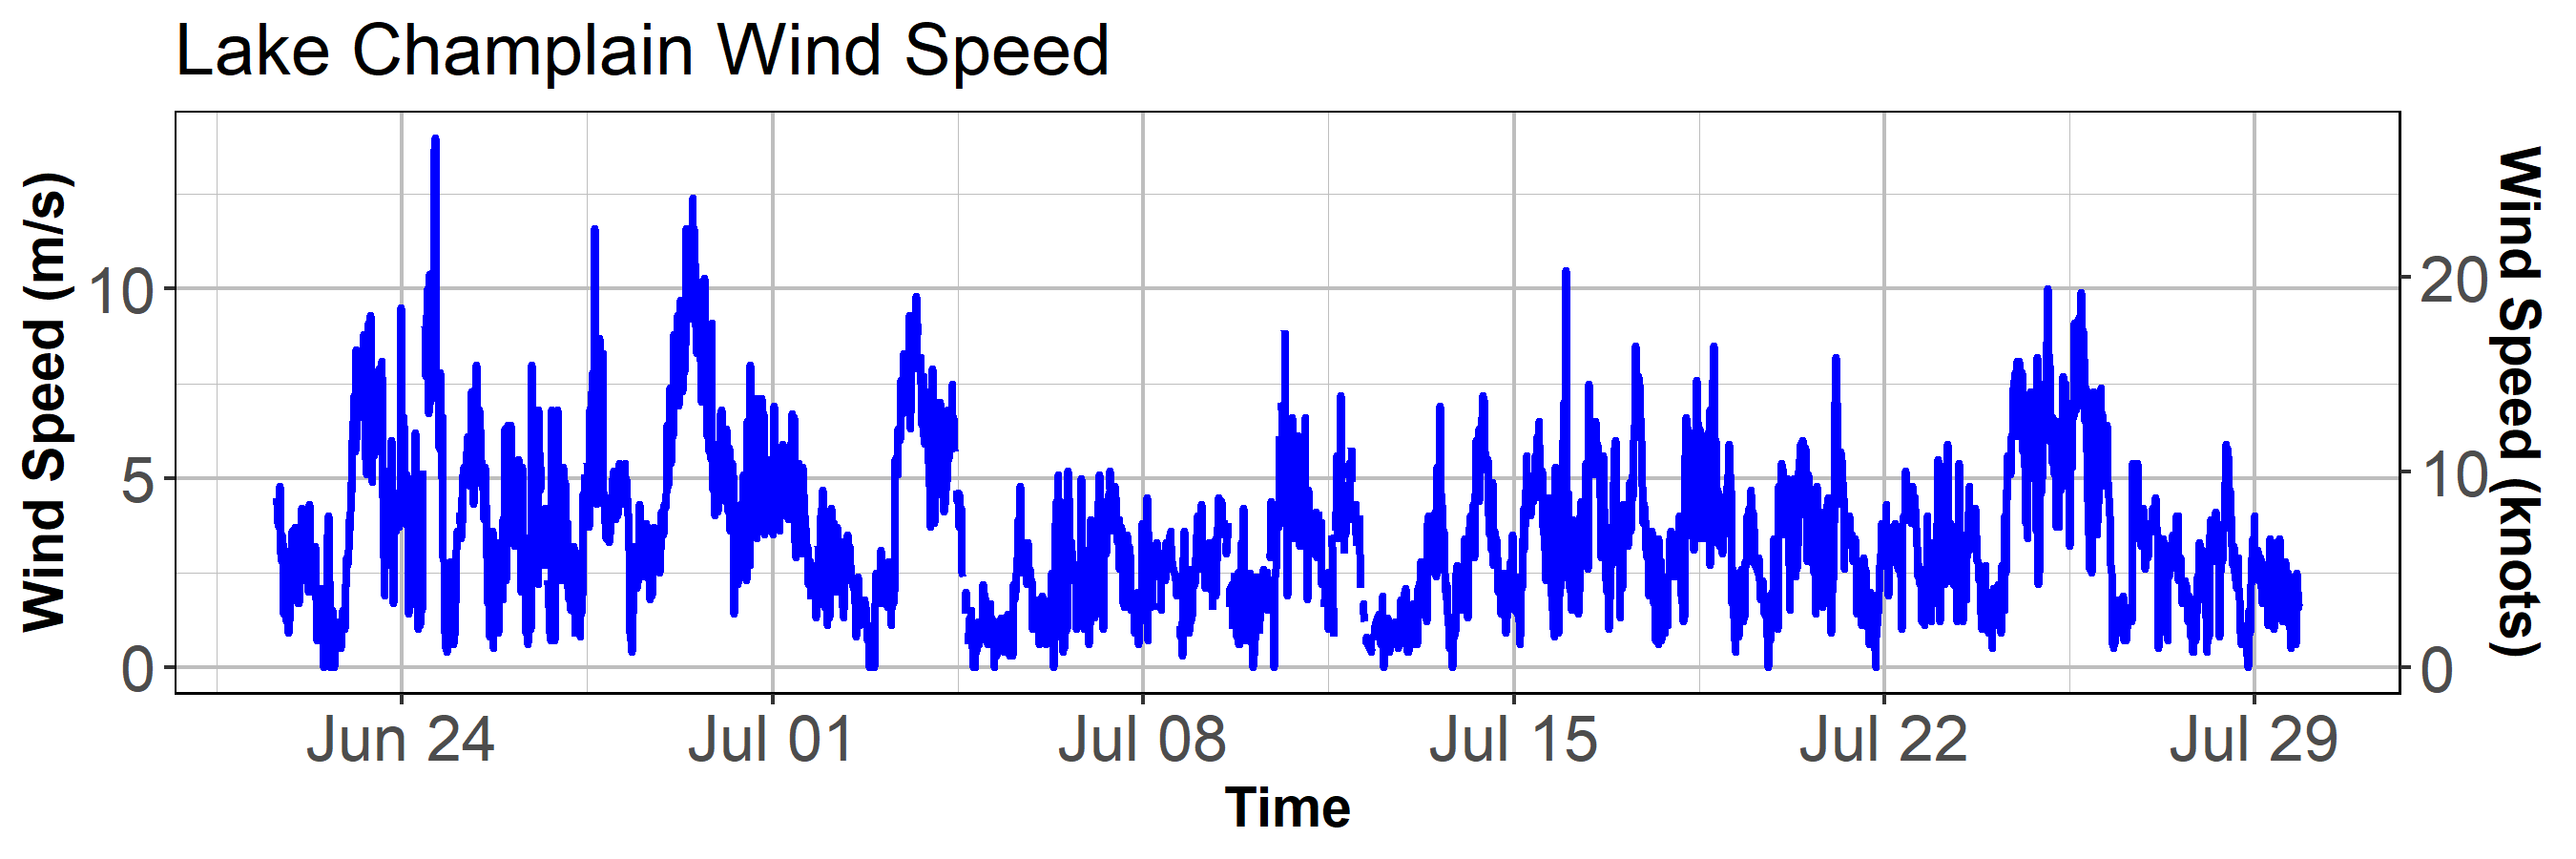 Lake Champlain Wind Speed
Wind Speed (m/s)
10
5
0
20
10
0
Wind Speed (knots)
Jun 24
Jul 01
Jul 08
Jul 15
Jul 22
Jul 29
Time